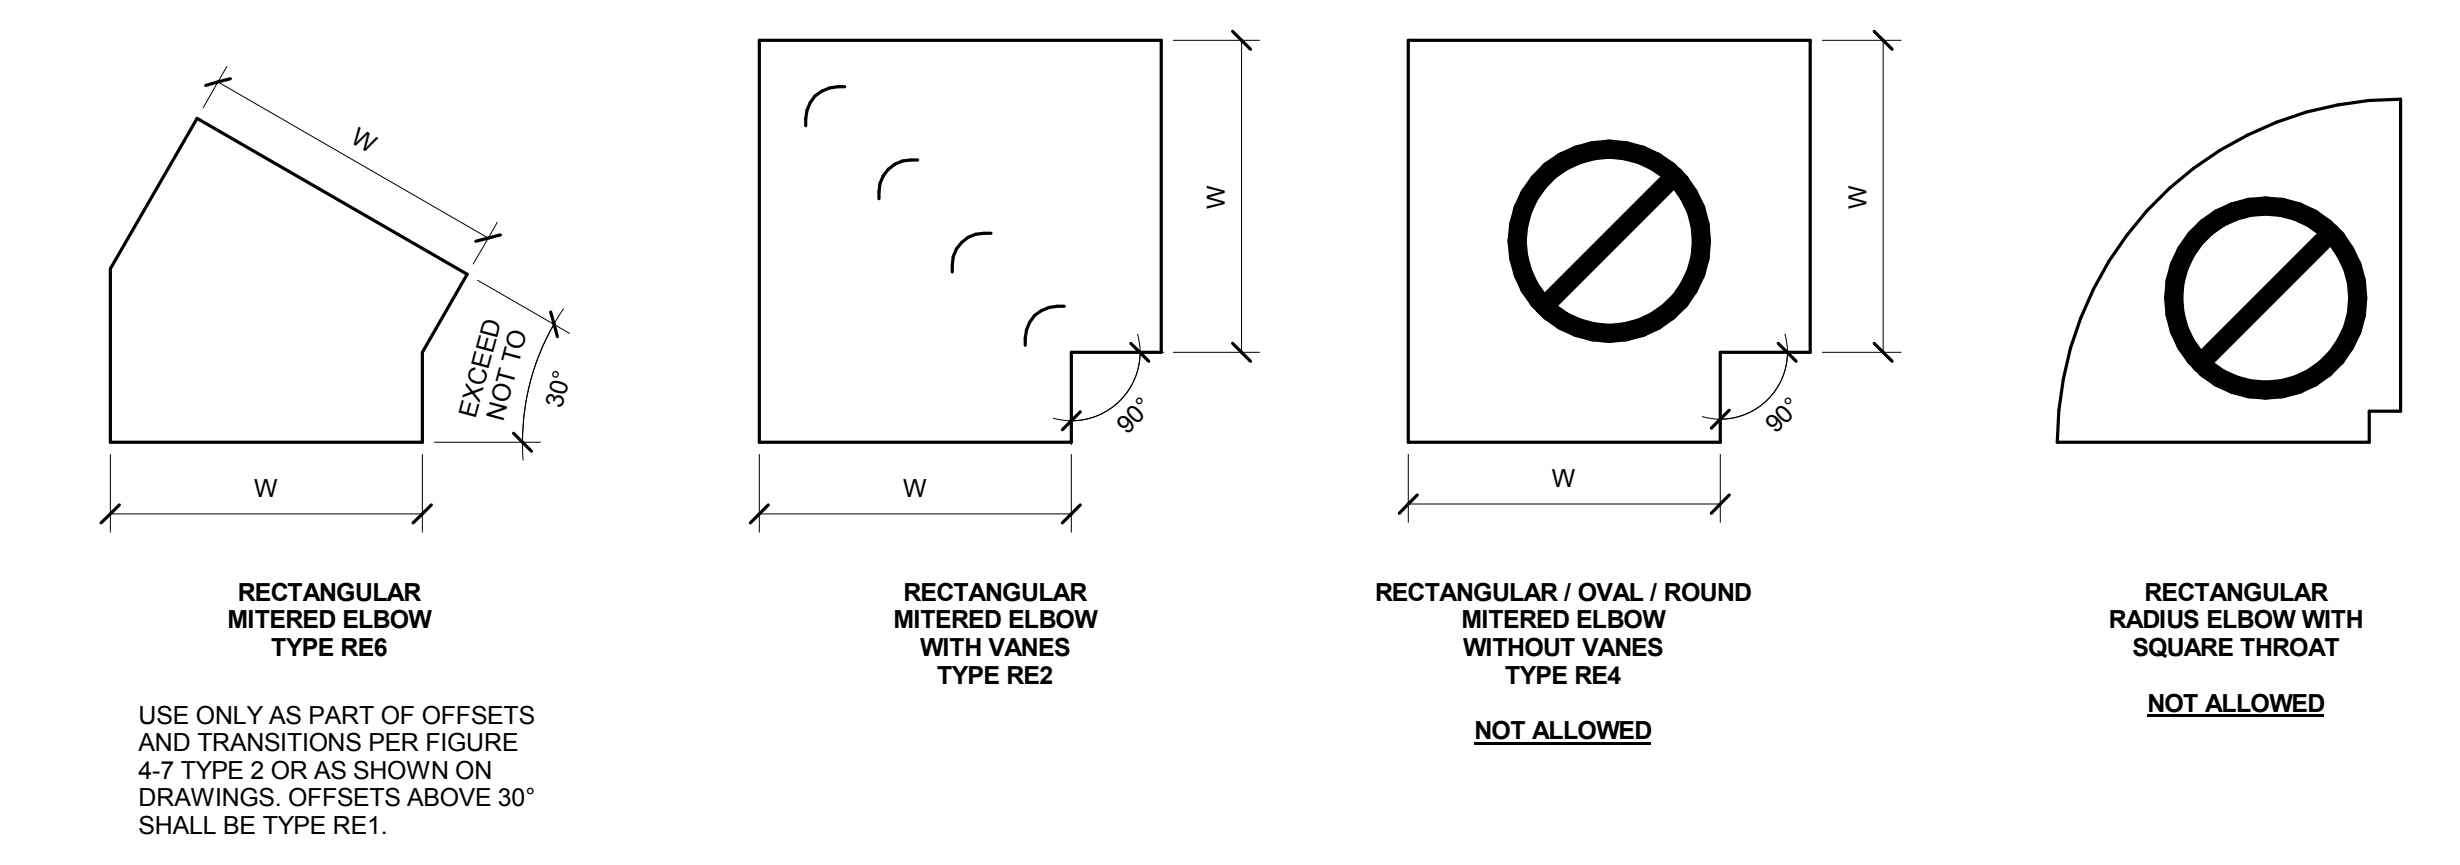 W
EXCEED
NOT TO
30°
W
RECTANGULAR
MITERED ELBOW
TYPE RE6
USE ONLY AS PART OF OFFSETS
AND TRANSITIONS PER FIGURE
4-7 TYPE 2 OR AS SHOWN ON
DRAWINGS. OFFSETS ABOVE 30°
SHALL BE TYPE RE1.
W
90°
W
RECTANGULAR
MITERED ELBOW
WITH VANES
TYPE RE2
W
90°
W
RECTANGULAR / OVAL / ROUND
MITERED ELBOW
WITHOUT VANES
TYPE RE4
NOT ALLOWED
RECTANGULAR
RADIUS ELBOW WITH
SQUARE THROAT
NOT ALLOWED